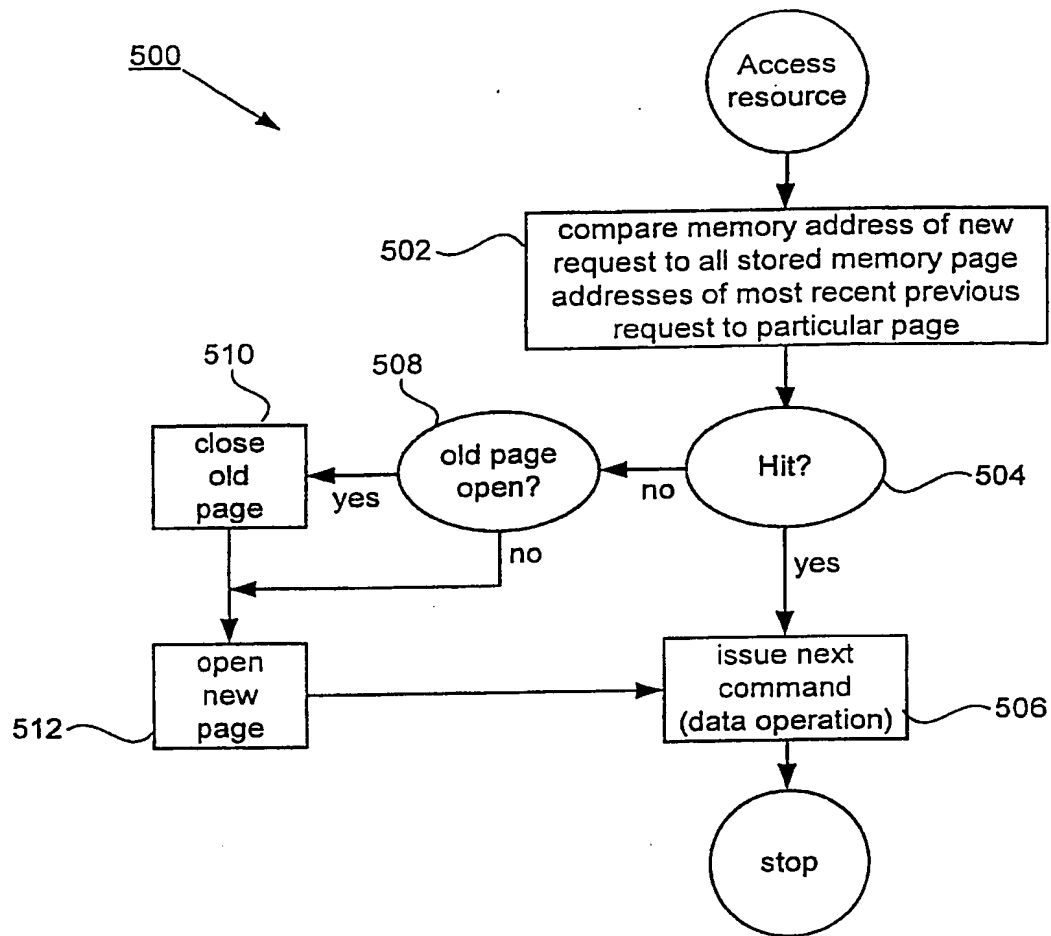 500
Access
resource
502
compare memory address of new
request to all stored memory page
addresses of most recent previous
request to particular page
510
508
close
old
page
yes
old page
open?
no
Hit?
504
no
yes
open
new
page
512
issue next
command
(data operation)
506
stop